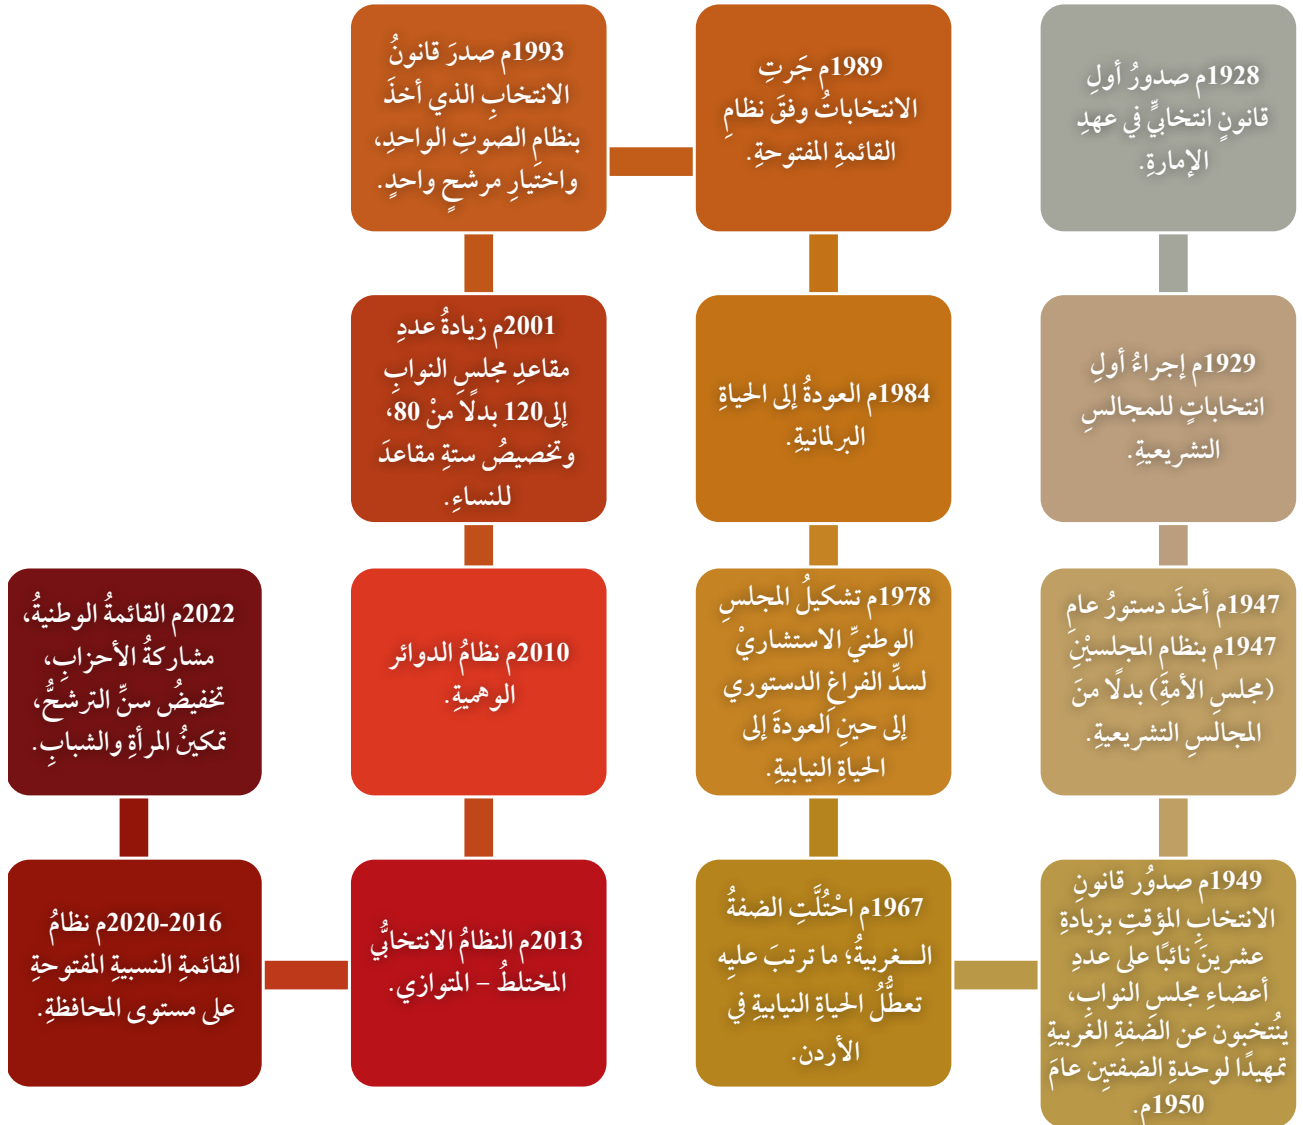 1928م صدورُ أولِ
قانونٍ انتخابيٍّ في عهدِ
الإمارةِ.
1929م إجراءُ أولِ
انتخاباتٍ للمجالسِ
التشريعيةِ.
1947م أخذَ دستورُ عامِ
1947م بنظامِ المجلسيْنِ
(مجلسِ الأمةِ) بدلًا منَ
المجالسِ التشريعيةِ.
1949م صدوُر قانونِ
الانتخابِ المؤقتِ بزيادةِ
عشرينَ نائبًا على عددِ
أعضاءِ مجلسِ النوابِ،
ينُتخبون عن الضفةِ الغربيةِ
تمهيدًا لوحدةِ الضفتينِ عامَ
1950م.
1967م احْتُلَّتِ الضفةُ
الـغربيةُ؛ ما ترتبَ عليِه
تعطُّلُ الحياةِ النيابيةِ في
الأردن.
1978م تشكيلُ المجلسِ
الوطنيِّ الاستشاريْ
لسدِّ الفراغِ الدستوري
إلى حينِ العودةَ إلى
الحياةِ النيابيةِ.
1984م العودةُ إلى الحياةِ
البرلمانيةِ.
1989م جَرتِ
الانتخاباتُ وفقَ نظامِ
القائمةِ المفتوحةِ.
1993م صدرَ قانونُ
الانتخابِ الذي أخذَ
بنظامِ الصوتِ الواحدِ،
واختيارِ مرشحٍ واحدٍ.
2001م زيادةُ عددِ
مقاعدِ مجلسِ النوابِ
إلى120 بدلًا منْ 80،
وتخصيصُ ستةِ مقاعدَ
للنساءِ.
2010م نظامُ الدوائر
الوهميةِ.
2013م النظامُ الانتخابيُّ
المختلطُ – المتوازي.
2020-2016م نظامُ
القائمةِ النسبيةِ المفتوحةِ
على مستوى المحافظةِ.
2022م القائمةُ الوطنيةُ،
مشاركةُ الأحزابِ،
تخفيضُ سنِّ الترشحُّ،
تمكينُ المرأةِ والشبابِ.